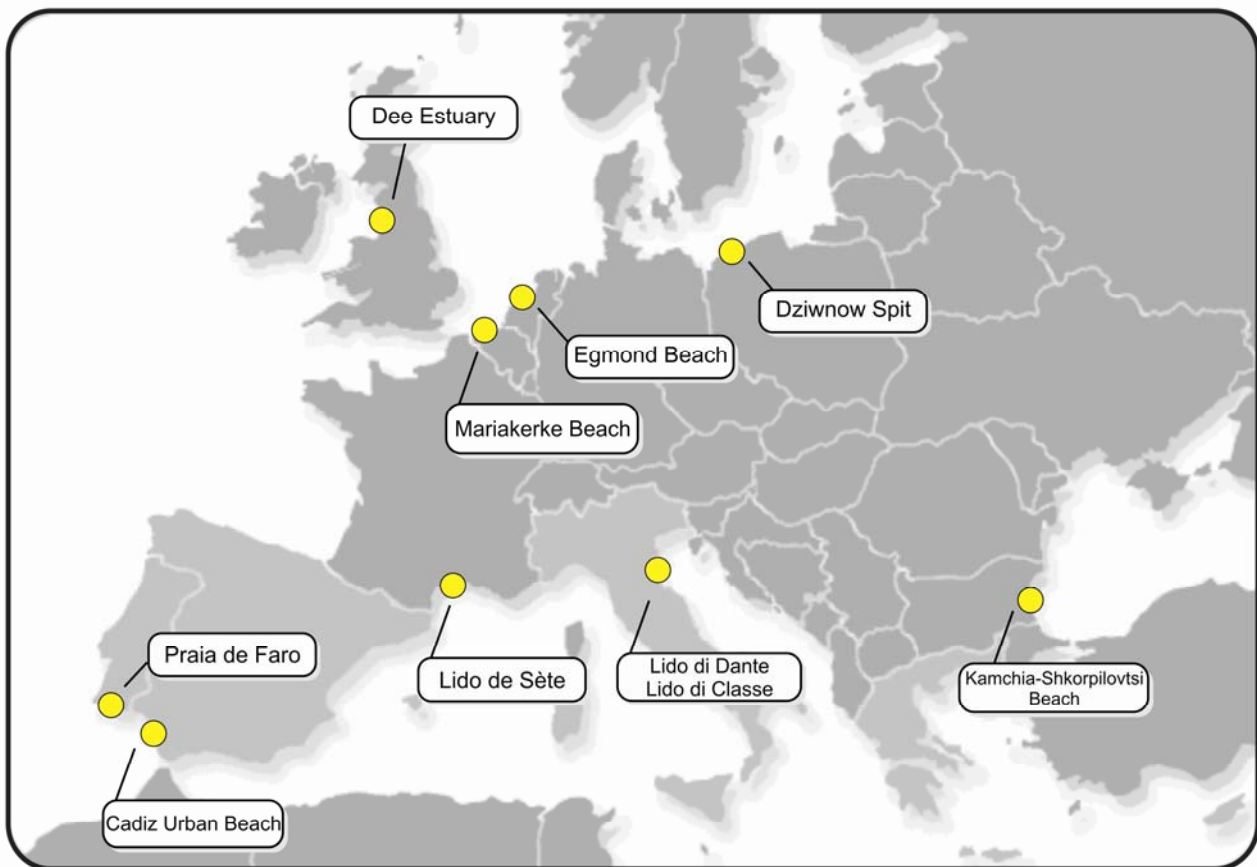 Dee Estuary
Dziwnow Spit
Egmond Beach
Mariakerke Beach
Praia de Faro
Lido de Sète
Lido di Dante
Lido di Classe
Kamchia-Shkorpilovtsi
Beach
Cadiz Urban Beach